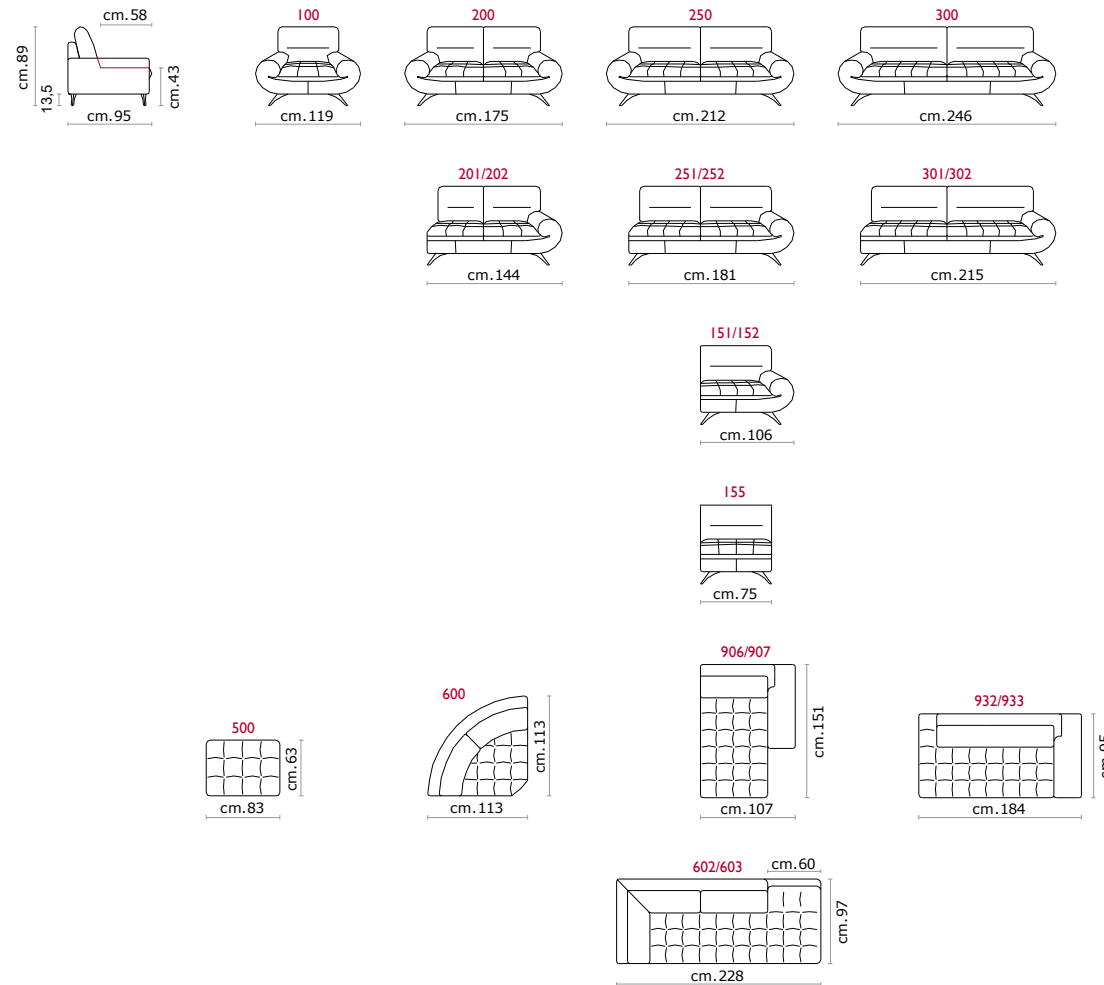 cm.58
cm.89
13,5
cm.43
cm.95
100
cm.119
200
cm.175
250
cm.212
300
cm.246
201/202
cm.144
251/252
cm.181
301/302
cm.215
151/152
cm.106
155
cm.75
500
cm.63
cm.83
600
cm.113
cm.113
906/907
cm.151
cm.107
932/933
cm.95
cm.184
602/603
cm.60
cm.97
cm.228